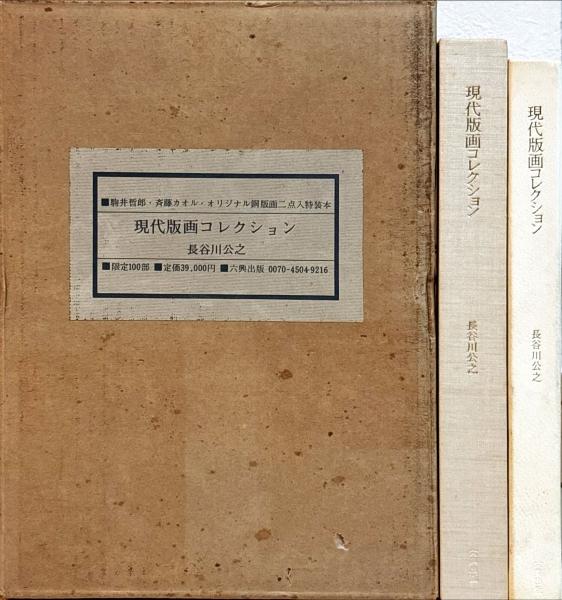 ■駒井哲郎・斉藤カオル・オリジナル銅版画二点入特装本
現代版画コレクション
長谷川公之
■限定100部 ■定価39,000円 ■六興出版 0070-4504-9216
現代版画コレクション
長谷川公之
現代版画コレクション
長谷川公之